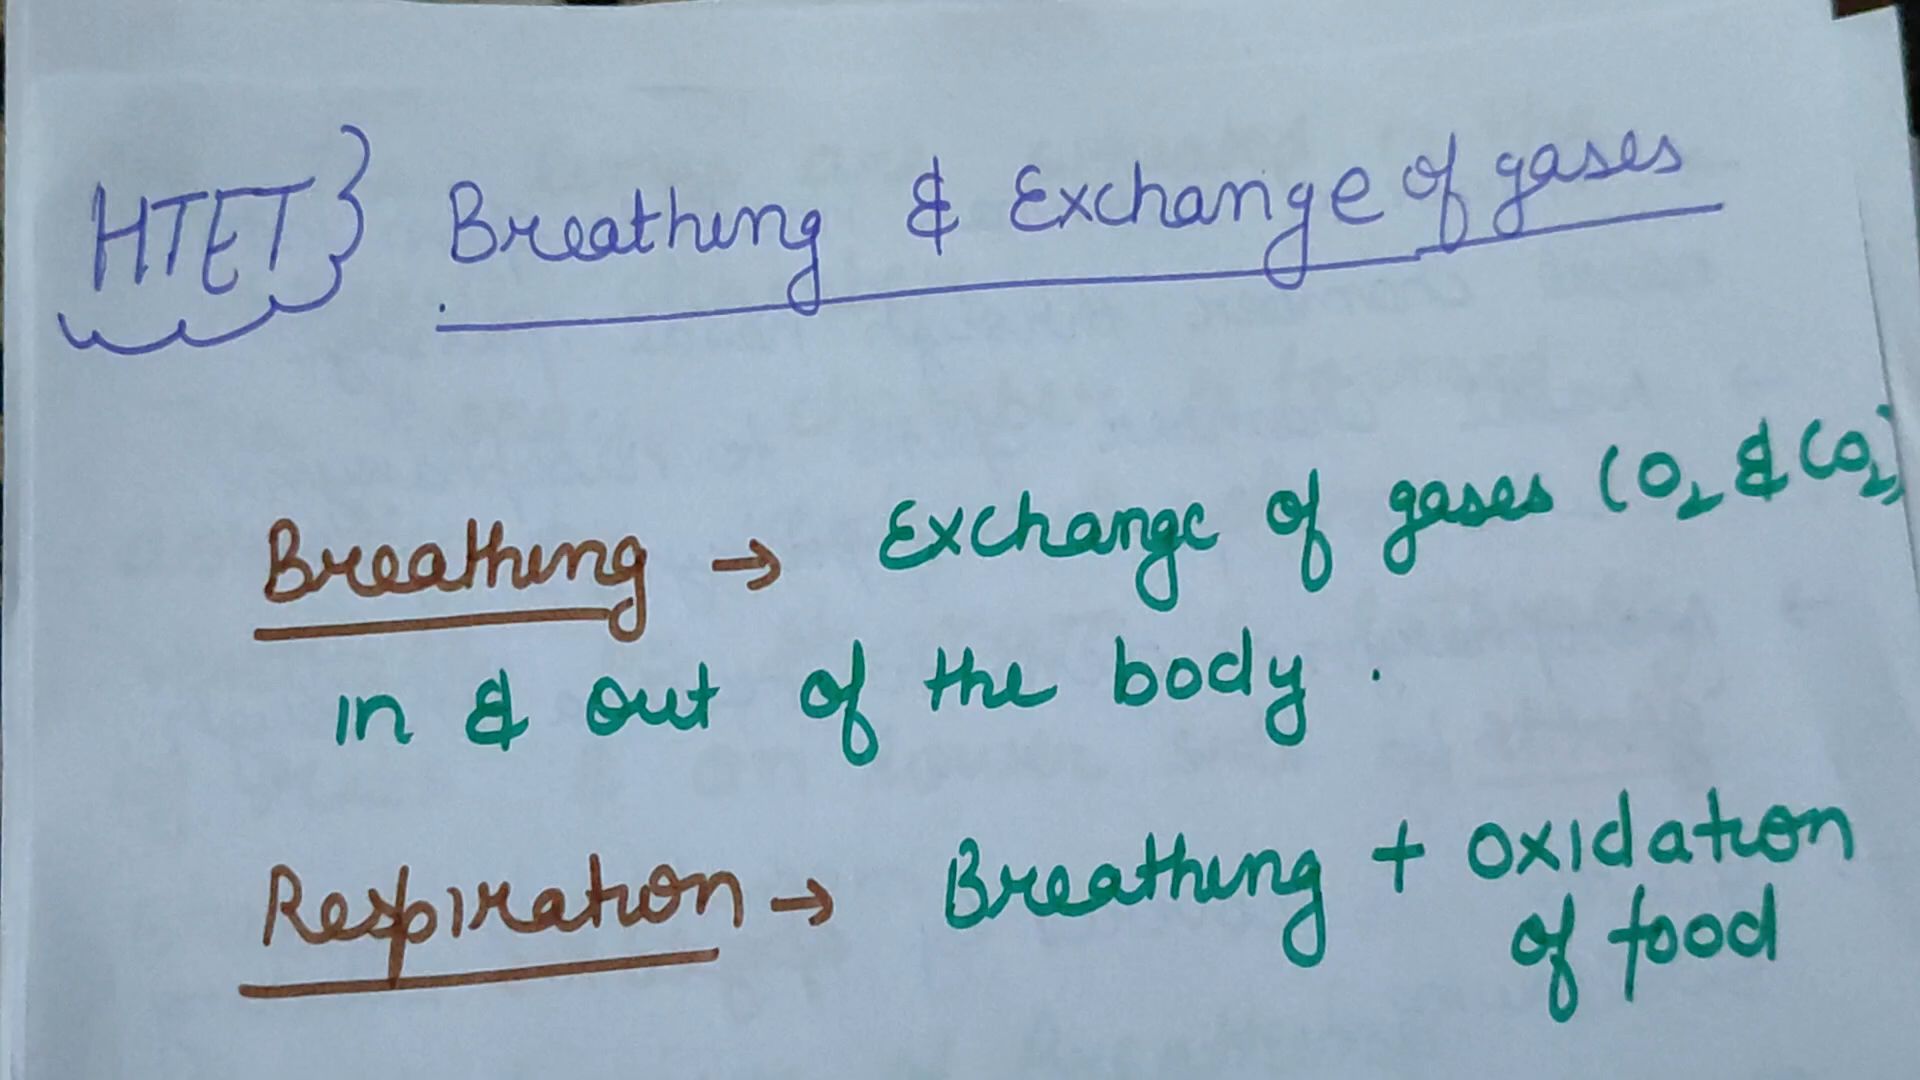 HTET} Breathing & Exchange of gases
Breathing → Exchange of gases (O₂ & CO₂)
in & out of the body.
Respiration → Breathing + oxidation
of food